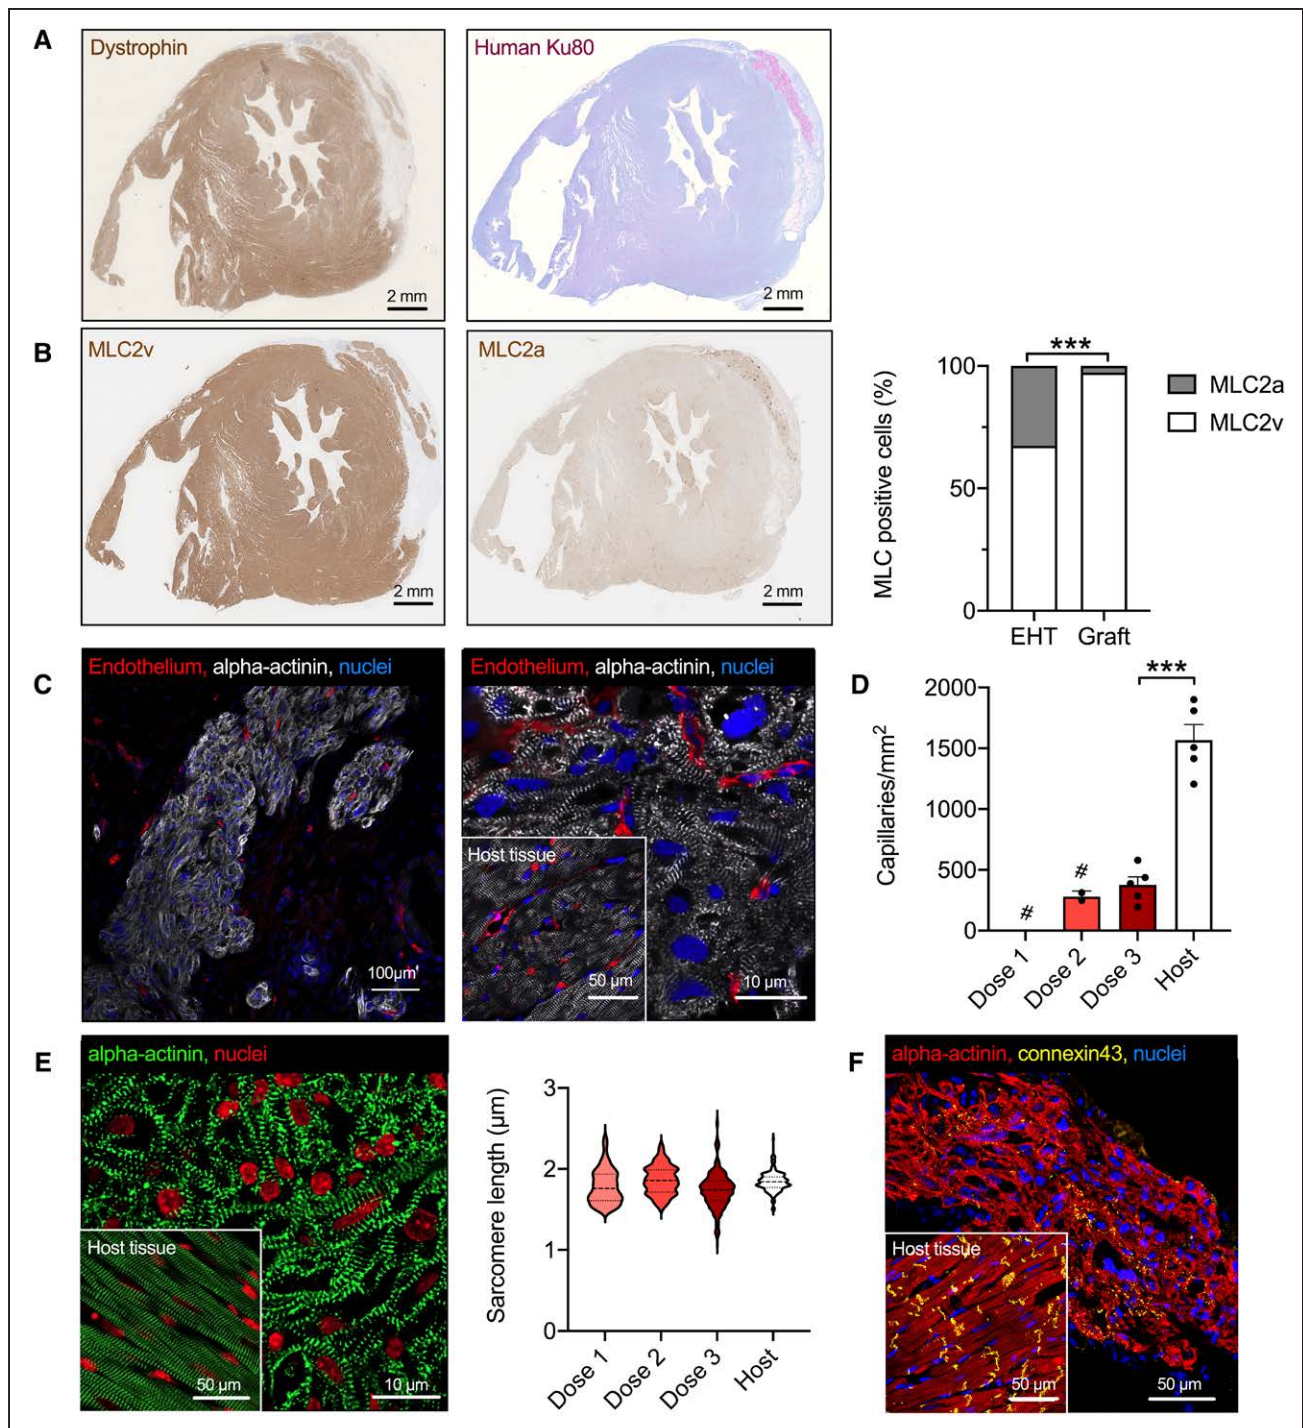 A
Dystrophin
2 mm
Human Ku80
2 mm
B
MLC2v
2 mm
MLC2a
2 mm
***
100
50
0
MLC positive cells (%)
EHT
Graft
MLC2a
MLC2v
C
Endothelium, alpha-actinin, nuclei
100µm
Endothelium, alpha-actinin, nuclei
Host tissue
50 µm
10 µm
D
***
2000
1500
1000
500
0
Capillaries/mm²
#
#
Dose 1
Dose 2
Dose 3
Host
E
alpha-actinin, nuclei
Host tissue
50 µm
10 µm
3
2
1
0
Sarcomere length (µm)
Dose 1
Dose 2
Dose 3
Host
F
alpha-actinin, connexin43, nuclei
Host tissue
50 µm
50 µm